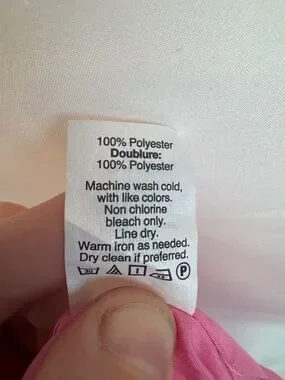 100% Polyester
Doublure:
100% Polyester
Machine wash cold,
with like colors.
Non chlorine
bleach only.
Line dry.
Warm iron as needed.
Dry clean if preferred.
30 P